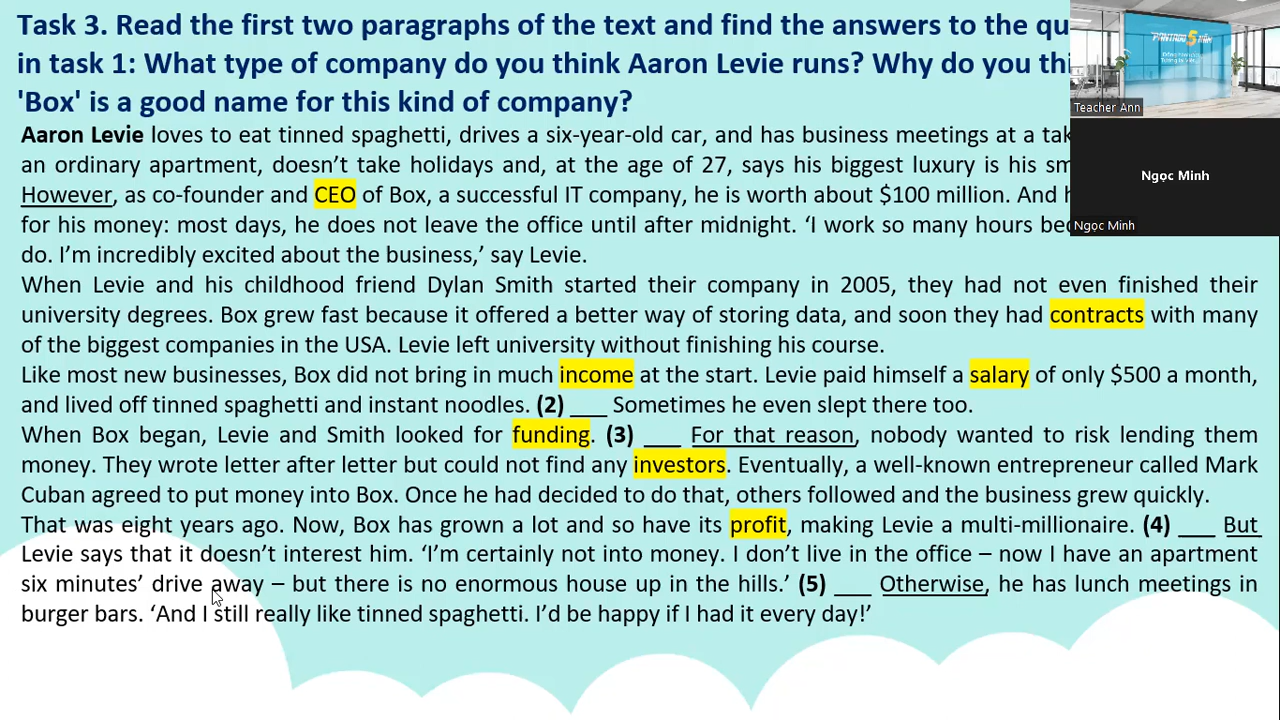 Task 3. Read the first two paragraphs of the text and find the answers to the qu
in task 1: What type of company do you think Aaron Levie runs? Why do you thi
'Box' is a good name for this kind of company?
Aaron Levie loves to eat tinned spaghetti, drives a six-year-old car, and has business meetings at a tak
an ordinary apartment, doesn't take holidays and, at the age of 27, says his biggest luxury is his sm
However, as co-founder and CEO of Box, a successful IT company, he is worth about $100 million. And h
for his money: most days, he does not leave the office until after midnight. 'I work so many hours bec
do. I'm incredibly excited about the business,' say Levie.
When Levie and his childhood friend Dylan Smith started their company in 2005, they had not even finished their
university degrees. Box grew fast because it offered a better way of storing data, and soon they had contracts with many
of the biggest companies in the USA. Levie left university without finishing his course.
Like most new businesses, Box did not bring in much income at the start. Levie paid himself a salary of only $500 a month,
and lived off tinned spaghetti and instant noodles. (2) ___ Sometimes he even slept there too.
When Box began, Levie and Smith looked for funding. (3) ___ For that reason, nobody wanted to risk lending them
money. They wrote letter after letter but could not find any investors. Eventually, a well-known entrepreneur called Mark
Cuban agreed to put money into Box. Once he had decided to do that, others followed and the business grew quickly.
That was eight years ago. Now, Box has grown a lot and so have its profit, making Levie a multi-millionaire. (4) ___ But
Levie says that it doesn't interest him. 'I'm certainly not into money. I don't live in the office – now I have an apartment
six minutes' drive away – but there is no enormous house up in the hills.' (5) ___ Otherwise, he has lunch meetings in
burger bars. 'And I still really like tinned spaghetti. I'd be happy if I had it every day!'
Teacher Ann
Ngọc Minh
Ngọc Minh